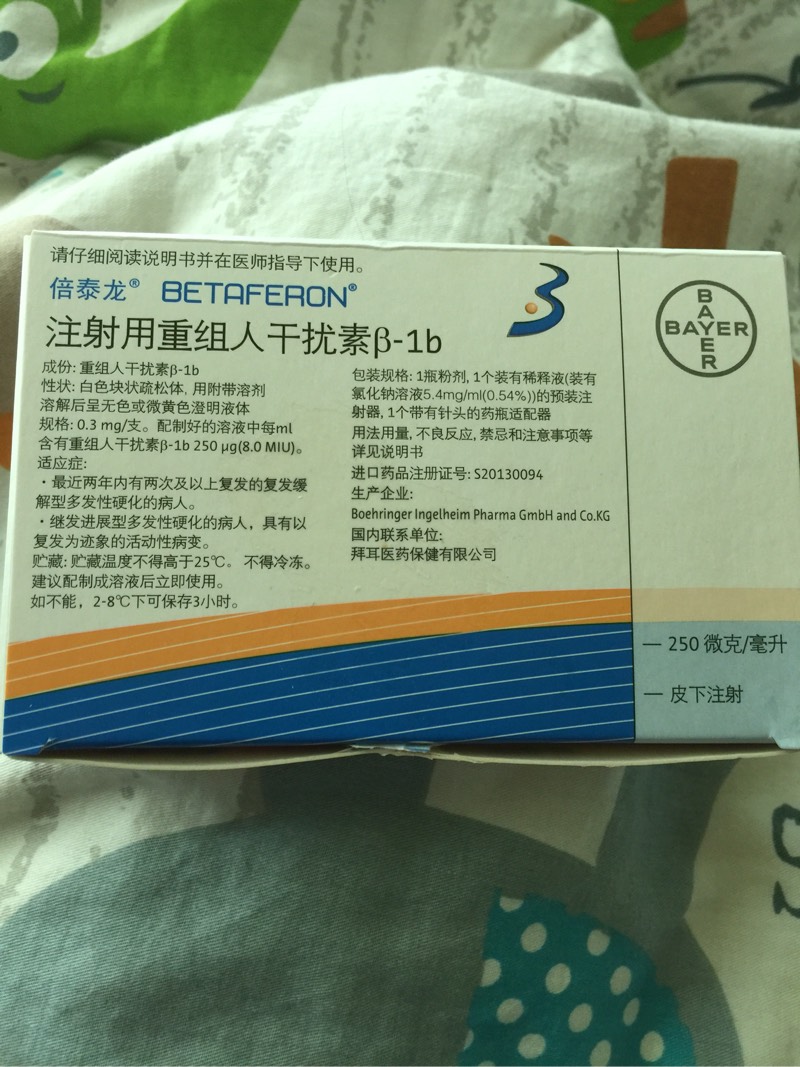 请仔细阅读说明书并在医师指导下使用。
倍泰龙® BETAFERON®
注射用重组人干扰素β-1b
成份: 重组人干扰素β-1b
性状: 白色块状疏松体, 用附带溶剂
溶解后呈无色或微黄色澄明液体
规格: 0.3 mg/支。配制好的溶液中每ml
含有重组人干扰素β-1b 250 μg(8.0 MIU)。
适应症:
·最近两年内有两次及以上复发的复发缓
解型多发性硬化的病人。
·继发进展型多发性硬化的病人，具有以
复发为迹象的活动性病变。
贮藏: 贮藏温度不得高于25℃。不得冷冻。
建议配制成溶液后立即使用。
如不能，2-8℃下可保存3小时。
包装规格: 1瓶粉剂, 1个装有稀释液(装有
氯化钠溶液5.4mg/ml(0.54%))的预装注
射器, 1个带有针头的药瓶适配器
用法用量, 不良反应, 禁忌和注意事项等
详见说明书
进口药品注册证号: S20130094
生产企业:
Boehringer Ingelheim Pharma GmbH and Co.KG
国内联系单位:
拜耳医药保健有限公司
BAYER
BAYER
— 250 微克/毫升
— 皮下注射